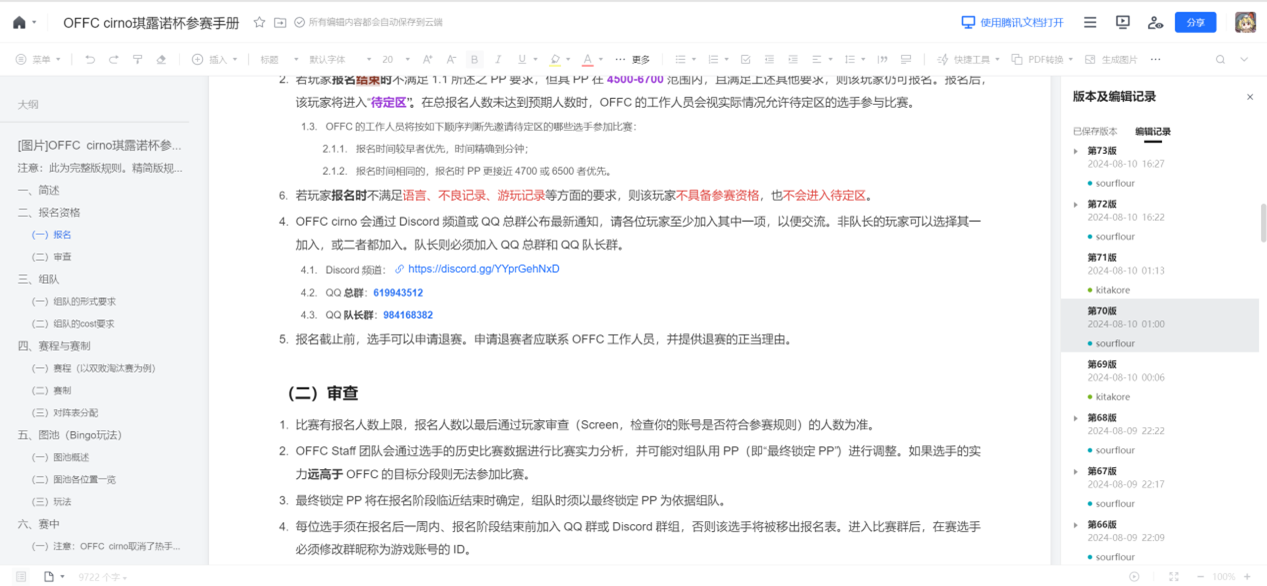 OFFC cirno琪露诺杯参赛手册
所有编辑内容都会自动保存到云端
使用腾讯文档打开
分享
菜单
插入
标题
默认字体
20
B
I
U
A
更多
快捷工具
PDF转换
生成图片
大纲
[图片]OFFC cirno琪露诺杯参...
注意：此为完整版规则。精简版规...
一、简述
二、报名资格
（一）报名
（二）审查
三、组队
（一）组队的形式要求
（二）组队的cost要求
四、赛程与赛制
（一）赛程（以双败淘汰赛为例）
（二）赛制
（三）对阵表分配
五、图池（Bingo玩法）
（一）图池概述
（二）图池各位置一览
（三）玩法
六、赛中
（一）注意：OFFC cirno取消了热手...
2. 若玩家报名结束时不满足 1.1 所述之 PP 要求，但其 PP 在 4500-6700 范围内，且满足上述其他要求，则该玩家仍可报名。报名后，
该玩家将进入“待定区”。在总报名人数未达到预期人数时，OFFC 的工作人员会视实际情况允许待定区的选手参与比赛。
1.3. OFFC 的工作人员将按如下顺序判断先邀请待定区的哪些选手参加比赛：
2.1.1. 报名时间较早者优先，时间精确到分钟；
2.1.2. 报名时间相同的，报名时 PP 更接近 4700 或 6500 者优先。
6. 若玩家报名时不满足语言、不良记录、游玩记录等方面的要求，则该玩家不具备参赛资格，也不会进入待定区。
4. OFFC cirno 会通过 Discord 频道或 QQ 总群公布最新通知，请各位玩家至少加入其中一项，以便交流。非队长的玩家可以选择其一
加入，或二者都加入。队长则必须加入 QQ 总群和 QQ 队长群。
4.1. Discord 频道： https://discord.gg/YYprGehNxD
4.2. QQ 总群：619943512
4.3. QQ 队长群：984168382
5. 报名截止前，选手可以申请退赛。申请退赛者应联系 OFFC 工作人员，并提供退赛的正当理由。
（二）审查
1. 比赛有报名人数上限，报名人数以最后通过玩家审查（Screen，检查你的账号是否符合参赛规则）的人数为准。
2. OFFC Staff 团队会通过选手的历史比赛数据进行比赛实力分析，并可能对组队用 PP（即“最终锁定 PP”）进行调整。如果选手的实
力远高于 OFFC 的目标分段则无法参加比赛。
3. 最终锁定 PP 将在报名阶段临近结束时确定，组队时须以最终锁定 PP 为依据组队。
4. 每位选手须在报名后一周内、报名阶段结束前加入 QQ 群或 Discord 群组，否则该选手将被移出报名表。进入比赛群后，在赛选手
必须修改群昵称为游戏账号的 ID。
版本及编辑记录
已保存版本
编辑记录
第73版
2024-08-10 16:27
sourflour
第72版
2024-08-10 16:22
sourflour
第71版
2024-08-10 01:13
kitakore
第70版
2024-08-10 01:00
sourflour
第69版
2024-08-10 00:06
kitakore
第68版
2024-08-09 22:22
sourflour
第67版
2024-08-09 22:17
sourflour
第66版
2024-08-09 22:09
sourflour
9722 个字
100%